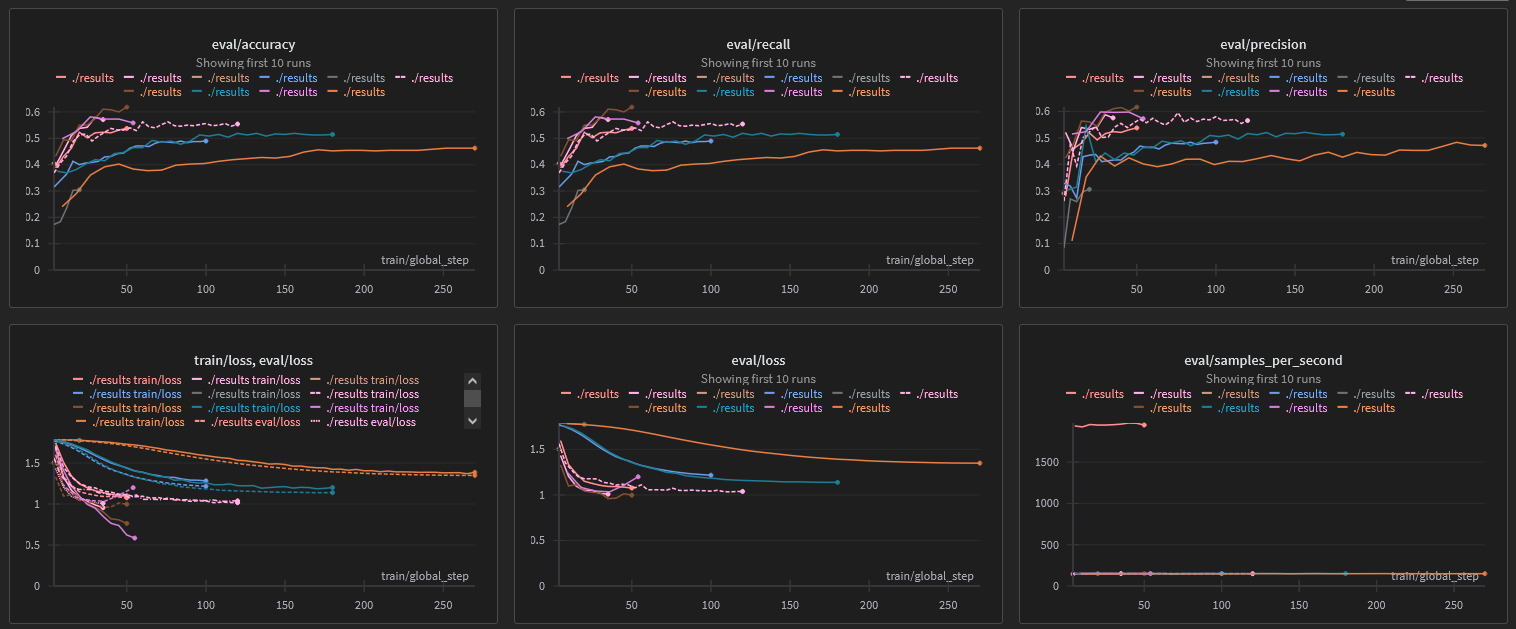 eval/accuracy
Showing first 10 runs
./results ./results ./results ./results ./results ./results
./results ./results ./results ./results
0.6
0.5
0.4
0.3
0.2
0.1
0
train/global_step
50 100 150 200 250
eval/recall
Showing first 10 runs
./results ./results ./results ./results ./results ./results
./results ./results ./results ./results
0.6
0.5
0.4
0.3
0.2
0.1
0
train/global_step
50 100 150 200 250
eval/precision
Showing first 10 runs
./results ./results ./results ./results ./results ./results
./results ./results ./results ./results
0.6
0.5
0.4
0.3
0.2
0.1
0
train/global_step
50 100 150 200 250
train/loss, eval/loss
./results train/loss ./results train/loss ./results train/loss
./results train/loss ./results train/loss ./results train/loss
./results train/loss ./results train/loss ./results train/loss
./results train/loss ./results eval/loss ./results eval/loss
1.5
1
0.5
0
train/global_step
50 100 150 200 250
eval/loss
Showing first 10 runs
./results ./results ./results ./results ./results ./results
./results ./results ./results ./results
1.5
1
0.5
0
train/global_step
50 100 150 200 250
eval/samples_per_second
Showing first 10 runs
./results ./results ./results ./results ./results ./results
./results ./results ./results ./results
1500
1000
500
0
train/global_step
50 100 150 200 250